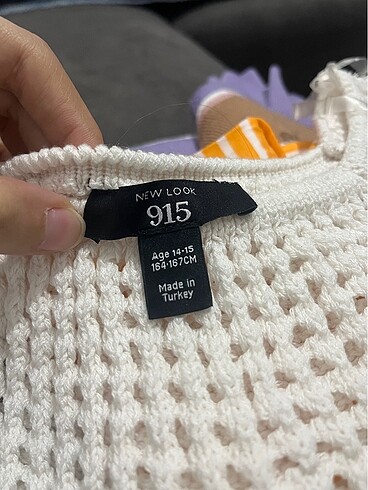 NEW LOOK
915
Age 14-15
164-167CM
Made in
Turkey